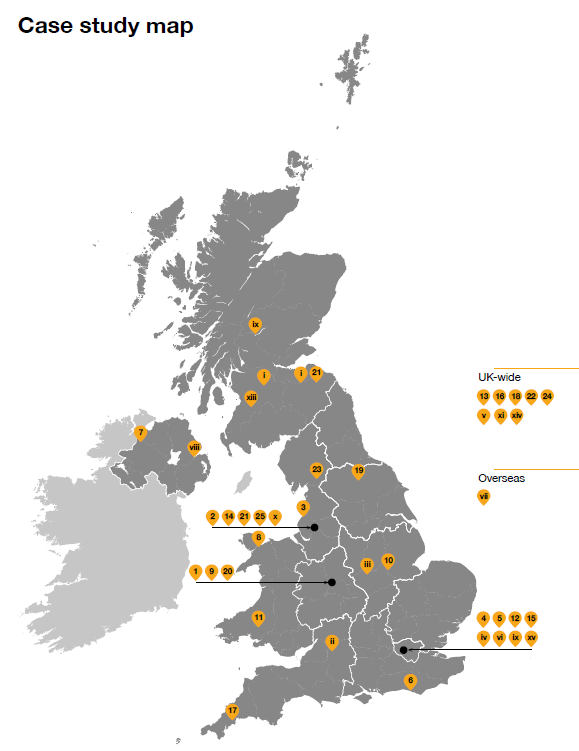 Case study map
ix
i
i 21
xiii
UK-wide
13 16 18 22 24
v xi xiv
7
viii
23
19
Overseas
vii
3
2 14 21 25 x
8
iii
10
1 9 20
11
4 5 12 15
ii
iv vi ix xv
6
17